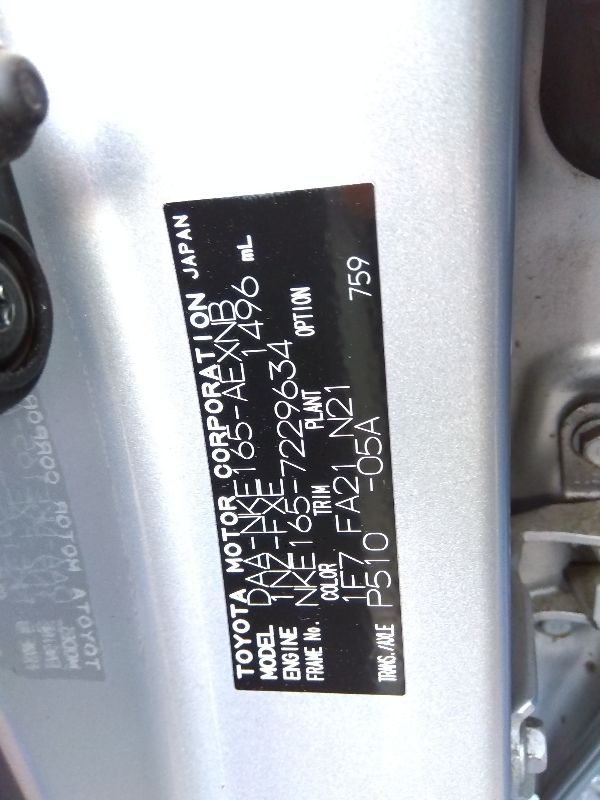 TOYOTA MOTOR CORPORATION JAPAN
MODEL DAA-NKE165-AEXNB
ENGINE 1NZ-FXE 1496 mL
FRAME No. NKE165-7229634
COLOR TRIM PLANT OPTION
1F7 FA21 N21
TRANS./AXLE P510 -05A 759